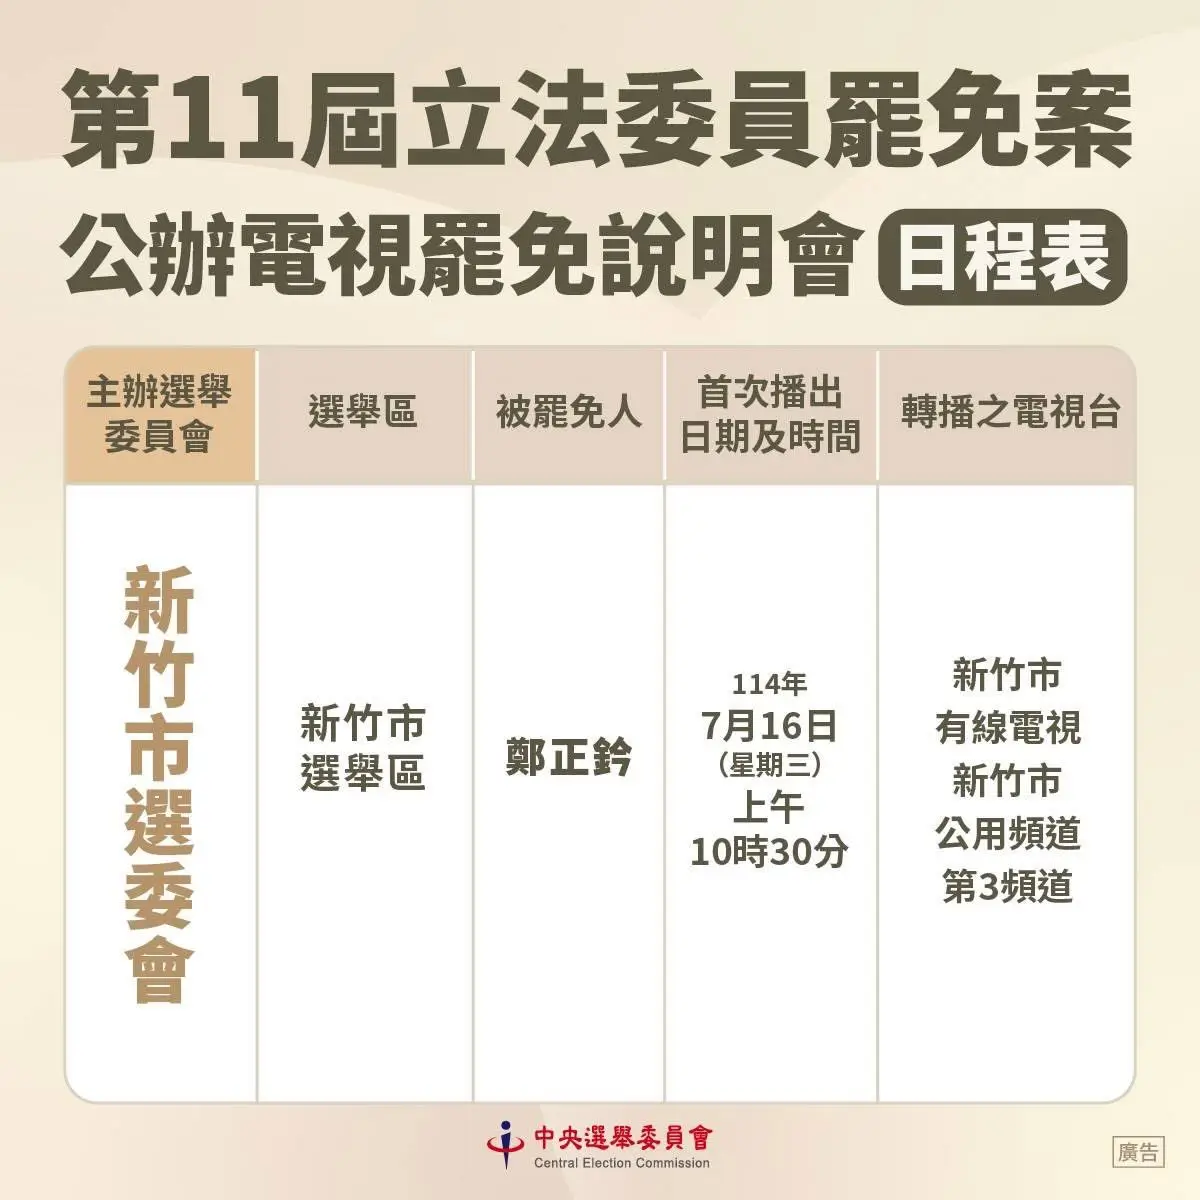 第11屆立法委員罷免案
公辦電視罷免說明會 日程表
主辦選舉
委員會
選舉區
被罷免人
首次播出
日期及時間
轉播之電視台
新竹市選委會
新竹市
選舉區
鄭正鈐
114年
7月16日
（星期三）
上午
10時30分
新竹市
有線電視
新竹市
公用頻道
第3頻道
中央選舉委員會
Central Election Commission
廣告